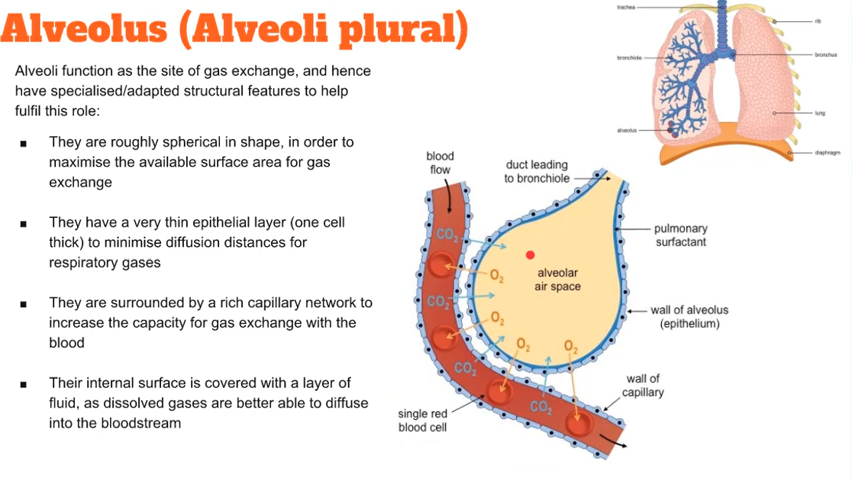 Alveolus (Alveoli plural)
Alveoli function as the site of gas exchange, and hence
have specialised/adapted structural features to help
fulfil this role:
▪ They are roughly spherical in shape, in order to
maximise the available surface area for gas
exchange
▪ They have a very thin epithelial layer (one cell
thick) to minimise diffusion distances for
respiratory gases
▪ They are surrounded by a rich capillary network to
increase the capacity for gas exchange with the
blood
▪ Their internal surface is covered with a layer of
fluid, as dissolved gases are better able to diffuse
into the bloodstream
trachea
rib
bronchiole
bronchus
lung
alveolus
diaphragm
blood
flow
duct leading
to bronchiole
pulmonary
surfactant
CO₂
O₂
alveolar
air space
CO₂
O₂
wall of alveolus
(epithelium)
O₂
O₂
CO₂
CO₂
wall of
capillary
single red
blood cell